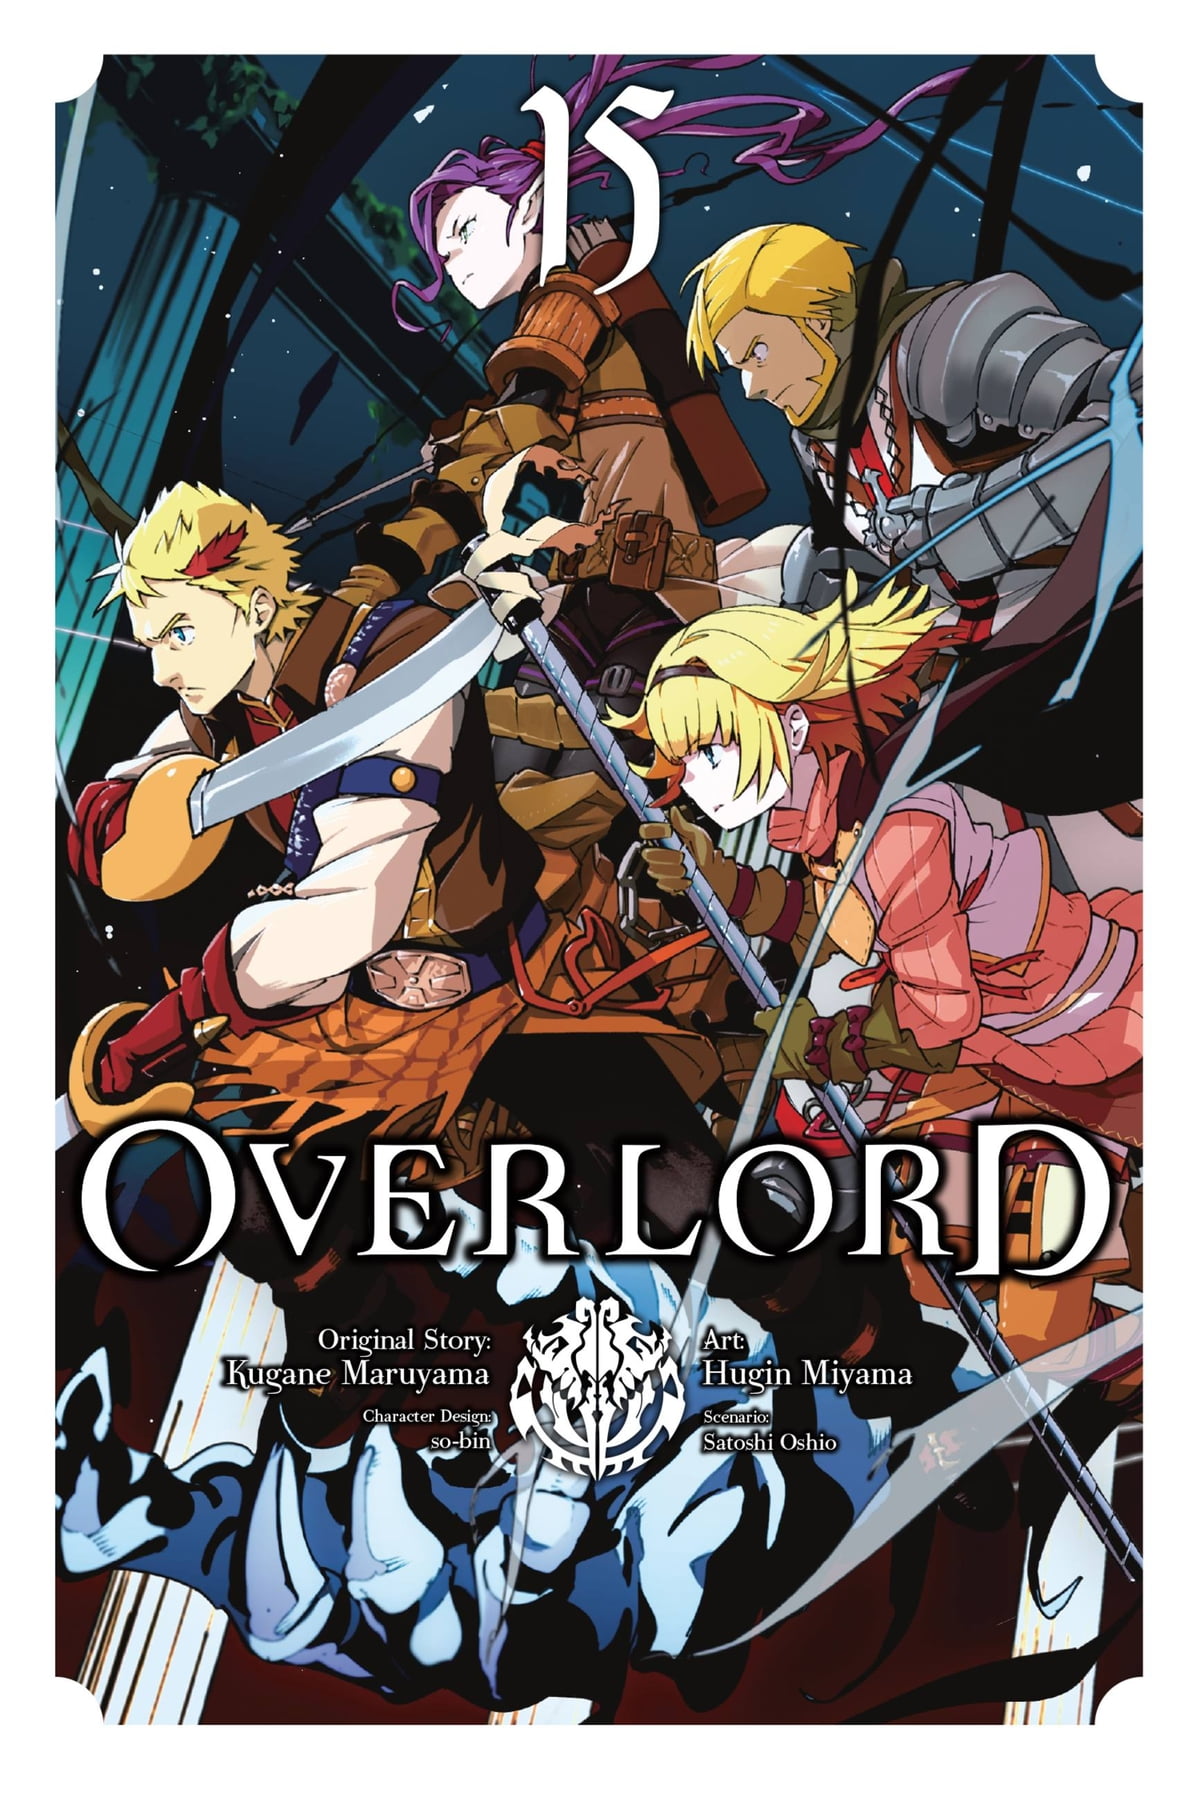 15
OVERLORD
Original Story:
Kugane Maruyama
Character Design:
so-bin
Art:
Hugin Miyama
Scenario:
Satoshi Oshio